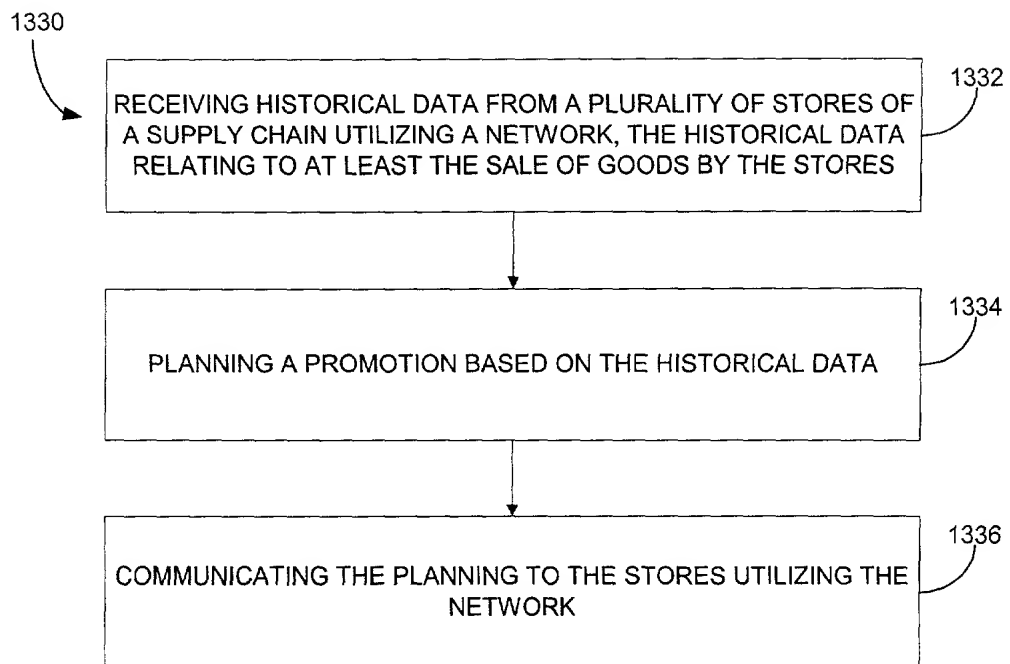 1330
1332
RECEIVING HISTORICAL DATA FROM A PLURALITY OF STORES OF
A SUPPLY CHAIN UTILIZING A NETWORK, THE HISTORICAL DATA
RELATING TO AT LEAST THE SALE OF GOODS BY THE STORES
1334
PLANNING A PROMOTION BASED ON THE HISTORICAL DATA
1336
COMMUNICATING THE PLANNING TO THE STORES UTILIZING THE
NETWORK